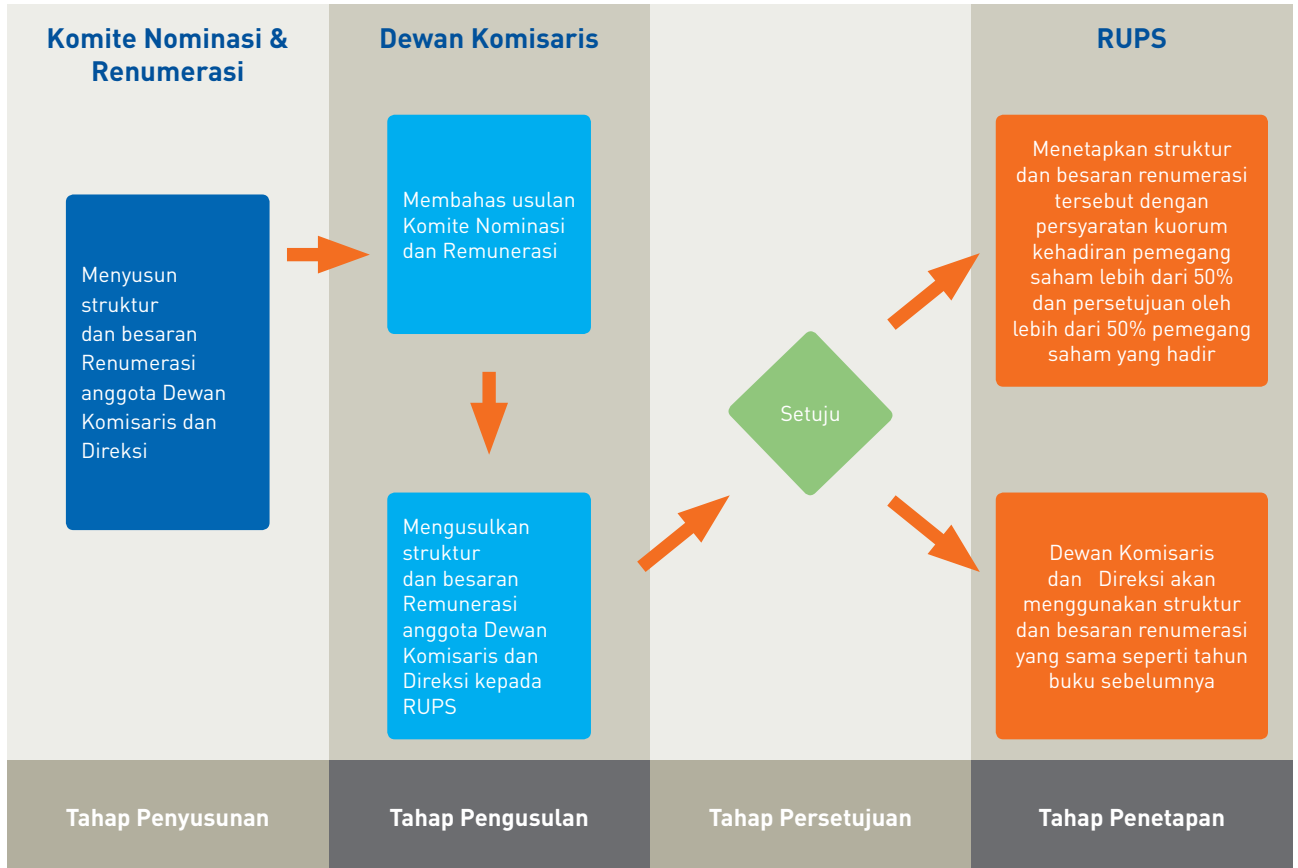 Komite Nominasi &
Renumerasi
Dewan Komisaris
RUPS
Menyusun
struktur
dan besaran
Renumerasi
anggota Dewan
Komisaris dan
Direksi
Membahas usulan
Komite Nominasi
dan Remunerasi
Mengusulkan
struktur
dan besaran
Remunerasi
anggota Dewan
Komisaris dan
Direksi kepada
RUPS
Setuju
Menetapkan struktur
dan besaran renumerasi
tersebut dengan
persyaratan kuorum
kehadiran pemegang
saham lebih dari 50%
dan persetujuan oleh
lebih dari 50% pemegang
saham yang hadir
Dewan Komisaris
dan Direksi akan
menggunakan struktur
dan besaran renumerasi
yang sama seperti tahun
buku sebelumnya
Tahap Penyusunan
Tahap Pengusulan
Tahap Persetujuan
Tahap Penetapan